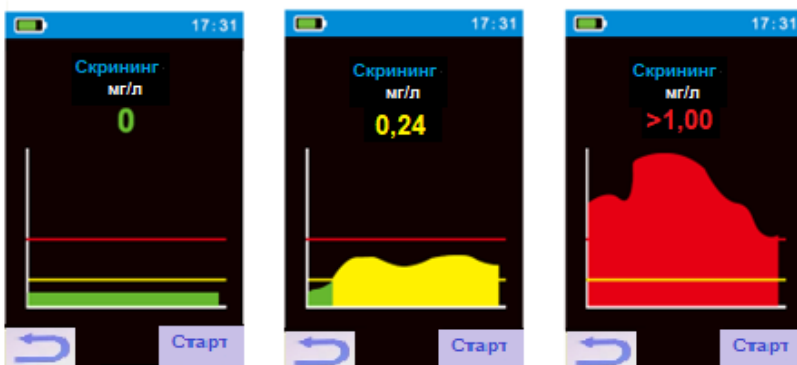 17:31
Скрининг
мг/л
0
Старт
17:31
Скрининг
мг/л
0,24
Старт
17:31
Скрининг
мг/л
>1,00
Старт